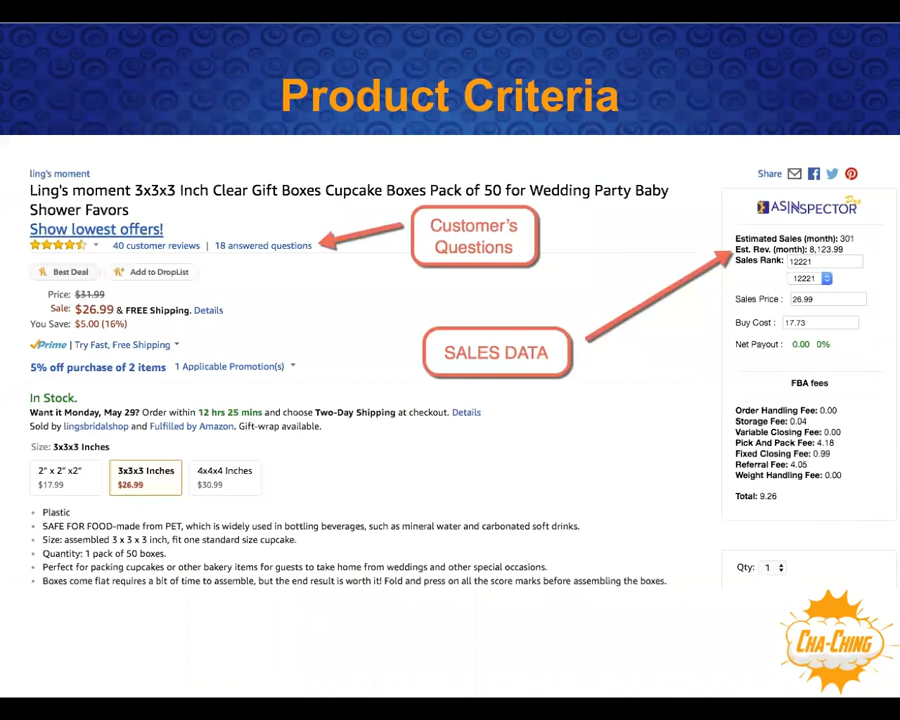 Product Criteria
ling's moment
Ling's moment 3x3x3 Inch Clear Gift Boxes Cupcake Boxes Pack of 50 for Wedding Party Baby
Shower Favors
Show lowest offers!
40 customer reviews | 18 answered questions
Customer's
Questions
Best Deal
Add to DropList
Price: $31.99
Sale: $26.99 & FREE Shipping. Details
You Save: $5.00 (16%)
Prime | Try Fast, Free Shipping
5% off purchase of 2 items 1 Applicable Promotion(s)
SALES DATA
In Stock.
Want it Monday, May 29? Order within 12 hrs 25 mins and choose Two-Day Shipping at checkout. Details
Sold by lingsbridalshop and Fulfilled by Amazon. Gift-wrap available.
Size: 3x3x3 Inches
2" x 2" x2"
$17.99
3x3x3 Inches
$26.99
4x4x4 Inches
$30.99
Plastic
SAFE FOR FOOD-made from PET, which is widely used in bottling beverages, such as mineral water and carbonated soft drinks.
Size: assembled 3 x 3 x 3 inch, fit one standard size cupcake.
Quantity: 1 pack of 50 boxes.
Perfect for packing cupcakes or other bakery items for guests to take home from weddings and other special occasions.
Boxes come flat requires a bit of time to assemble, but the end result is worth it! Fold and press on all the score marks before assembling the boxes.
Share
ASINSPECTOR Pro
Estimated Sales (month): 301
Est. Rev. (month): 8,123.99
Sales Rank: 12221
12221
Sales Price : 26.99
Buy Cost : 17.73
Net Payout : 0.00 0%
FBA fees
Order Handling Fee: 0.00
Storage Fee: 0.04
Variable Closing Fee: 0.00
Pick And Pack Fee: 4.18
Fixed Closing Fee: 0.99
Referral Fee: 4.05
Weight Handling Fee: 0.00
Total: 9.26
Qty: 1
CHA-CHING